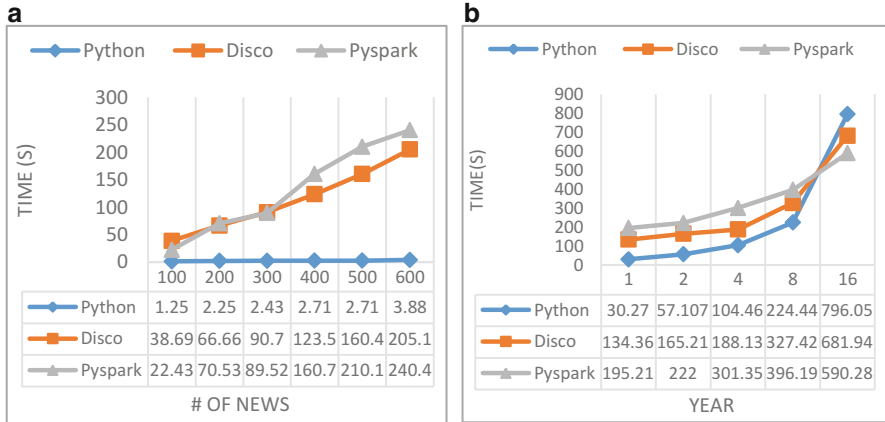 a
Python Disco Pyspark
TIME (S)
300
250
200
150
100
50
0
100 200 300 400 500 600
Python 1.25 2.25 2.43 2.71 2.71 3.88
Disco 38.69 66.66 90.7 123.5 160.4 205.1
Pyspark 22.43 70.53 89.52 160.7 210.1 240.4
# OF NEWS
b
Python Disco Pyspark
TIME(S)
900
800
700
600
500
400
300
200
100
0
1 2 4 8 16
Python 30.27 57.107 104.46 224.44 796.05
Disco 134.36 165.21 188.13 327.42 681.94
Pyspark 195.21 222 301.35 396.19 590.28
YEAR